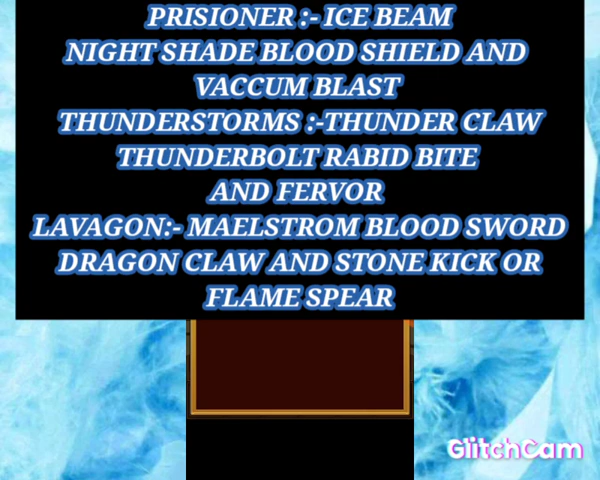 PRISIONER :- ICE BEAM
NIGHT SHADE BLOOD SHIELD AND
VACCUM BLAST
THUNDERSTORMS :-THUNDER CLAW
THUNDERBOLT RABID BITE
AND FERVOR
LAVAGON:- MAELSTROM BLOOD SWORD
DRAGON CLAW AND STONE KICK OR
FLAME SPEAR
GlitchCam